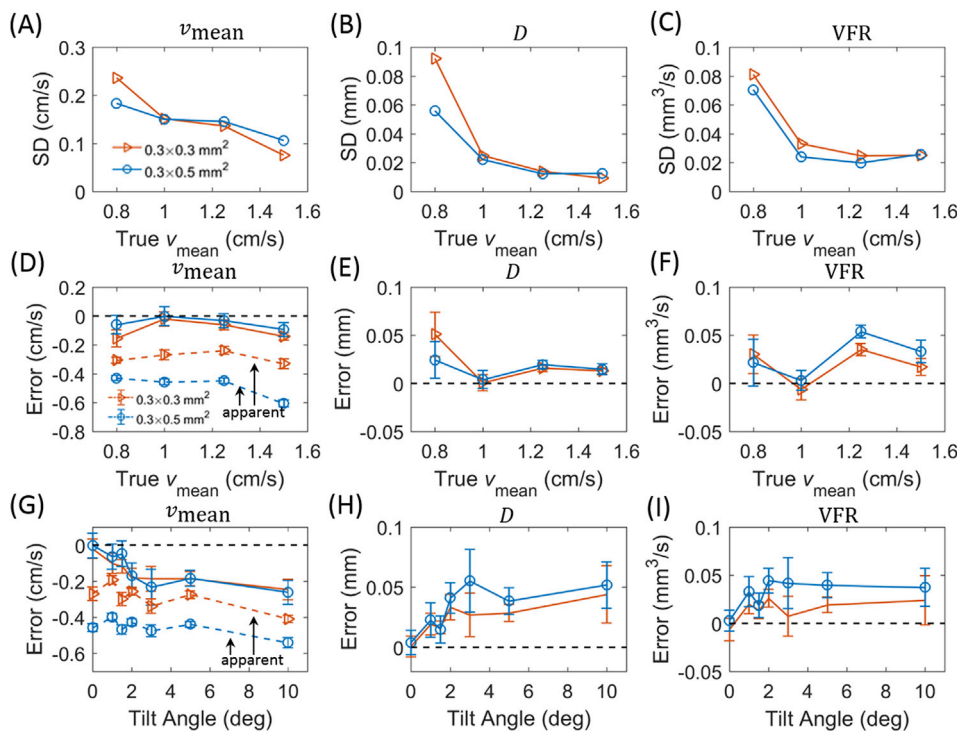 (A) v_mean
SD (cm/s)
0.3
0.2
0.1
0
0.3×0.3 mm²
0.3×0.5 mm²
0.8 1 1.2 1.4 1.6
True v_mean (cm/s)
(B) D
SD (mm)
0.1
0.08
0.06
0.04
0.02
0
0.8 1 1.2 1.4 1.6
True v_mean (cm/s)
(C) VFR
SD (mm³/s)
0.1
0.08
0.06
0.04
0.02
0
0.8 1 1.2 1.4 1.6
True v_mean (cm/s)
(D) v_mean
Error (cm/s)
0.2
0
-0.2
-0.4
-0.6
-0.8
0.3×0.3 mm²
0.3×0.5 mm²
apparent
0.8 1 1.2 1.4 1.6
True v_mean (cm/s)
(E) D
Error (mm)
0.1
0.05
0
-0.05
0.8 1 1.2 1.4 1.6
True v_mean (cm/s)
(F) VFR
Error (mm³/s)
0.1
0.05
0
-0.05
0.8 1 1.2 1.4 1.6
True v_mean (cm/s)
(G) v_mean
Error (cm/s)
0
-0.2
-0.4
-0.6
apparent
0 2 4 6 8 10
Tilt Angle (deg)
(H) D
Error (mm)
0.1
0.05
0
0 2 4 6 8 10
Tilt Angle (deg)
(I) VFR
Error (mm³/s)
0.1
0.05
0
-0.05
0 2 4 6 8 10
Tilt Angle (deg)